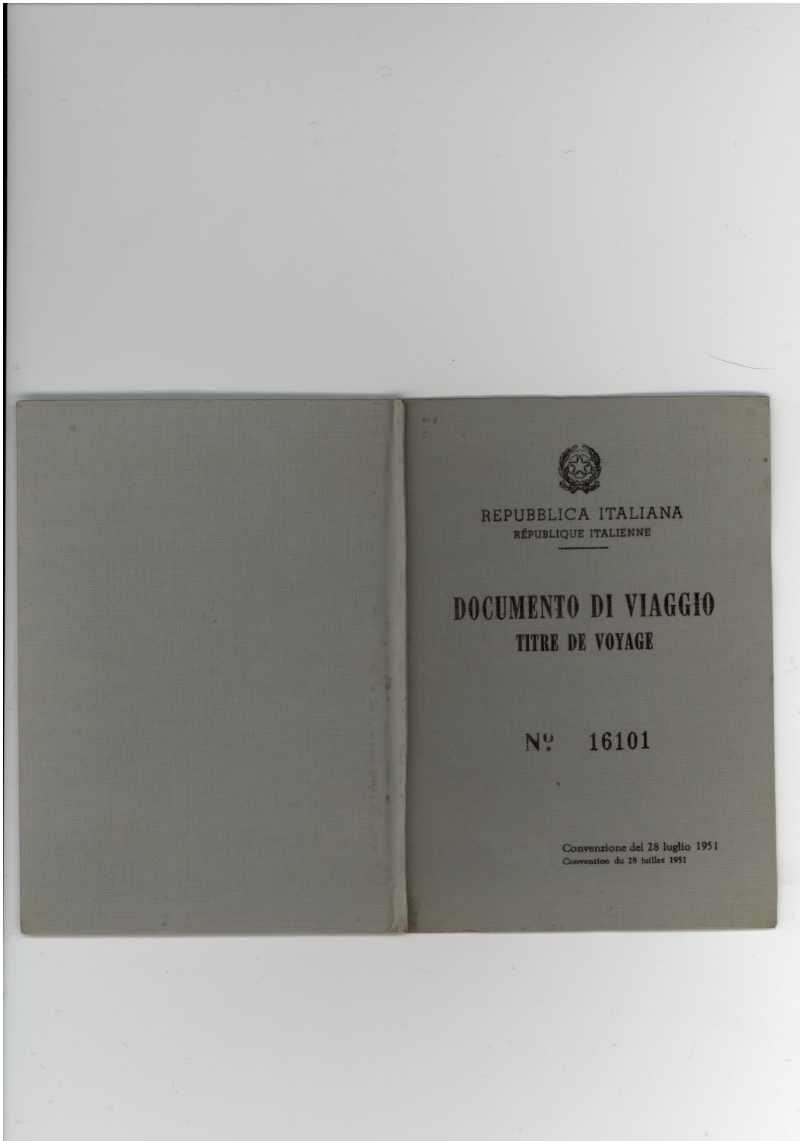 REPUBBLICA ITALIANA
RÉPUBLIQUE ITALIENNE
DOCUMENTO DI VIAGGIO
TITRE DE VOYAGE
Nº 16101
Convenzione del 28 luglio 1951
Convention du 28 juillet 1951